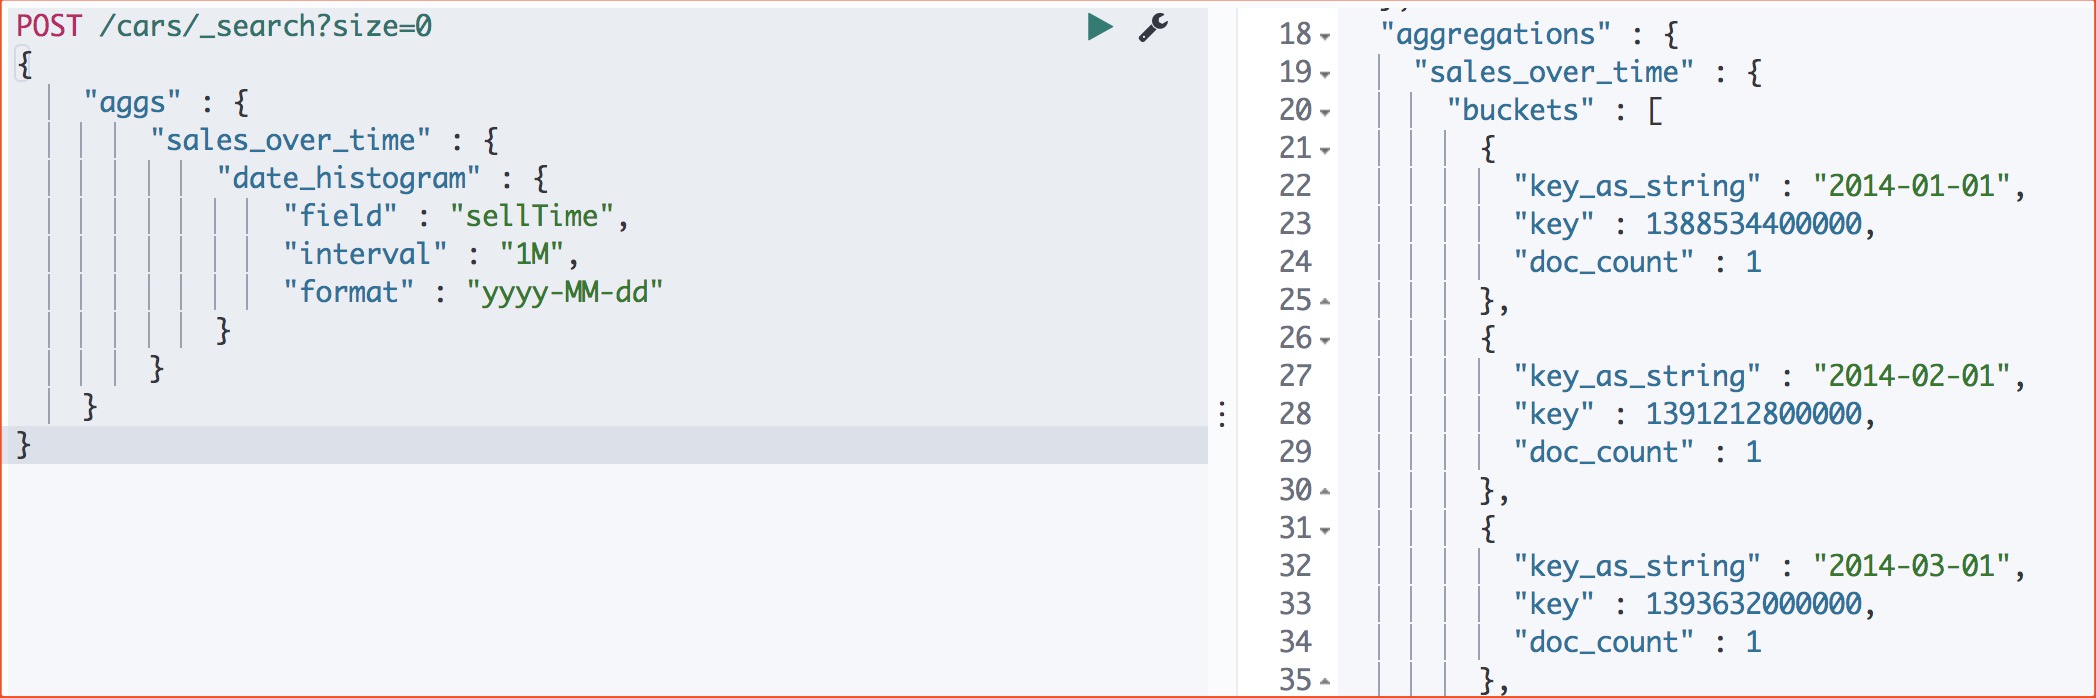 POST /cars/_search?size=0
{
"aggs" : {
"sales_over_time" : {
"date_histogram" : {
"field" : "sellTime",
"interval" : "1M",
"format" : "yyyy-MM-dd"
}
}
}
}
18 "aggregations" : {
19 "sales_over_time" : {
20 "buckets" : [
21 {
22 "key_as_string" : "2014-01-01",
23 "key" : 1388534400000,
24 "doc_count" : 1
25 },
26 {
27 "key_as_string" : "2014-02-01",
28 "key" : 1391212800000,
29 "doc_count" : 1
30 },
31 {
32 "key_as_string" : "2014-03-01",
33 "key" : 1393632000000,
34 "doc_count" : 1
35 },